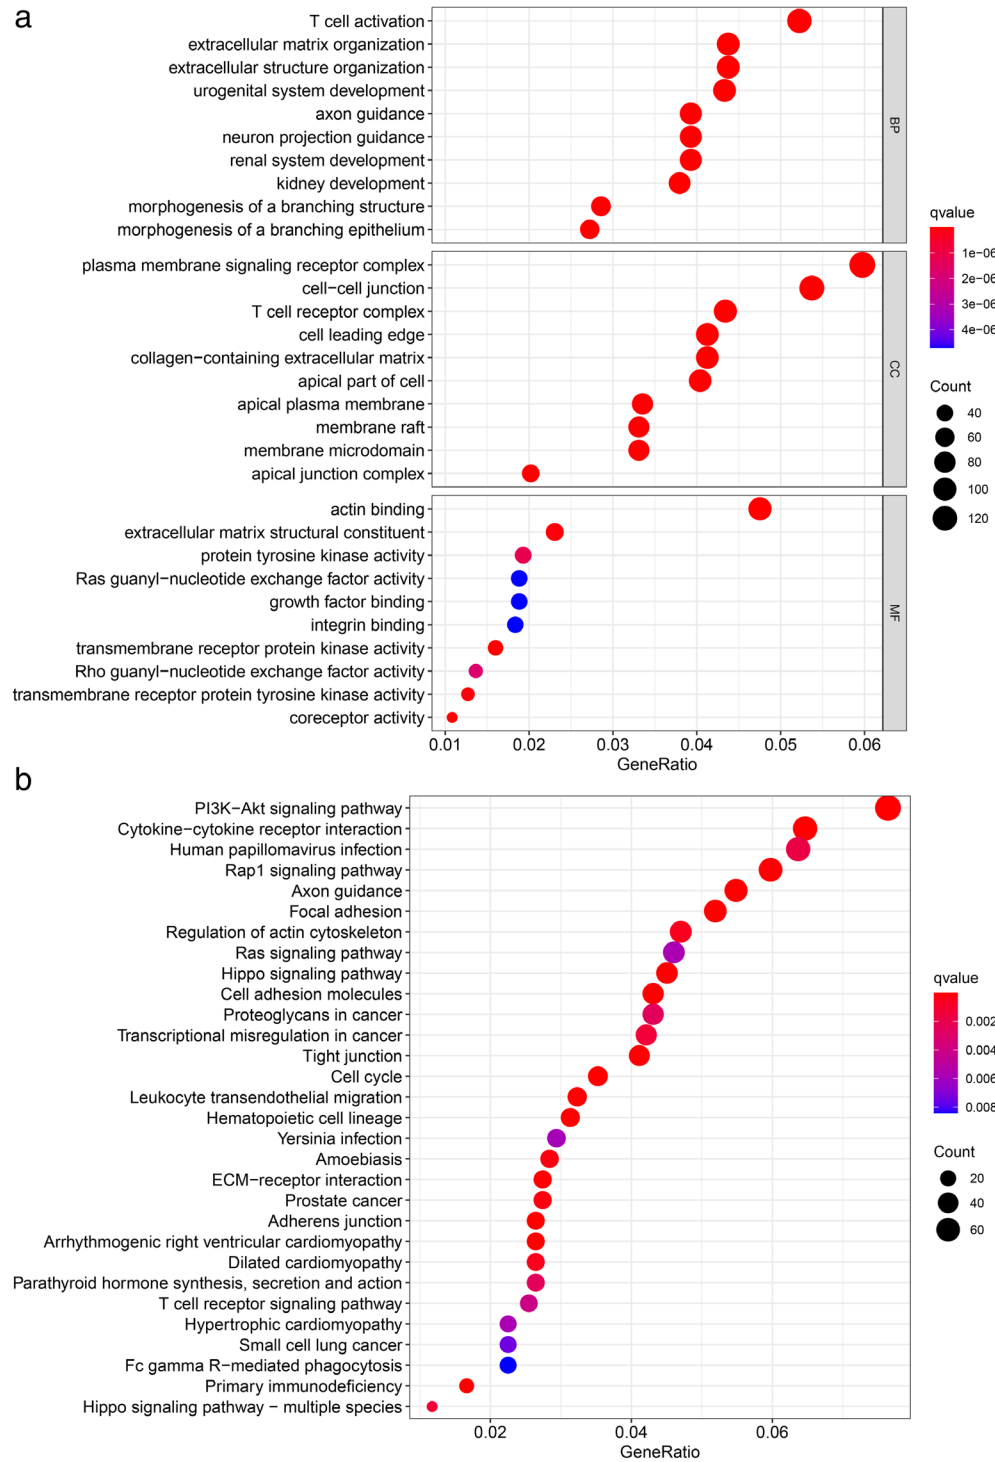 a
T cell activation
extracellular matrix organization
extracellular structure organization
urogenital system development
axon guidance
neuron projection guidance
renal system development
kidney development
morphogenesis of a branching structure
morphogenesis of a branching epithelium
BP
plasma membrane signaling receptor complex
cell−cell junction
T cell receptor complex
cell leading edge
collagen−containing extracellular matrix
apical part of cell
apical plasma membrane
membrane raft
membrane microdomain
apical junction complex
CC
actin binding
extracellular matrix structural constituent
protein tyrosine kinase activity
Ras guanyl−nucleotide exchange factor activity
growth factor binding
integrin binding
transmembrane receptor protein kinase activity
Rho guanyl−nucleotide exchange factor activity
transmembrane receptor protein tyrosine kinase activity
coreceptor activity
MF
0.01 0.02 0.03 0.04 0.05 0.06
GeneRatio
qvalue
1e−06
2e−06
3e−06
4e−06
Count
40
60
80
100
120
b
PI3K−Akt signaling pathway
Cytokine−cytokine receptor interaction
Human papillomavirus infection
Rap1 signaling pathway
Axon guidance
Focal adhesion
Regulation of actin cytoskeleton
Ras signaling pathway
Hippo signaling pathway
Cell adhesion molecules
Proteoglycans in cancer
Transcriptional misregulation in cancer
Tight junction
Cell cycle
Leukocyte transendothelial migration
Hematopoietic cell lineage
Yersinia infection
Amoebiasis
ECM−receptor interaction
Prostate cancer
Adherens junction
Arrhythmogenic right ventricular cardiomyopathy
Dilated cardiomyopathy
Parathyroid hormone synthesis, secretion and action
T cell receptor signaling pathway
Hypertrophic cardiomyopathy
Small cell lung cancer
Fc gamma R−mediated phagocytosis
Primary immunodeficiency
Hippo signaling pathway − multiple species
0.02 0.04 0.06
GeneRatio
qvalue
0.002
0.004
0.006
0.008
Count
20
40
60